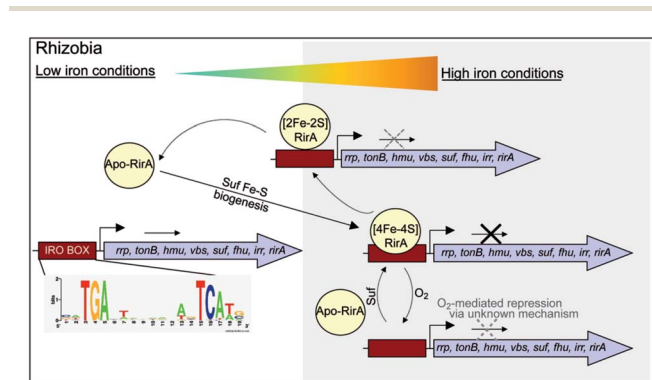 Rhizobia
Low iron conditions
High iron conditions
[2Fe-2S]
RirA
rrp, tonB, hmu, vbs, suf, fhu, irr, rirA
Apo-RirA
Suf Fe-S
biogenesis
[4Fe-4S]
RirA
IRO BOX
rrp, tonB, hmu, vbs, suf, fhu, irr, rirA
rrp, tonB, hmu, vbs, suf, fhu, irr, rirA
bits
TGA
TCAT
Apo-RirA
Suf
O2
O2-mediated repression
via unknown mechanism
rrp, tonB, hmu, vbs, suf, fhu, irr, rirA